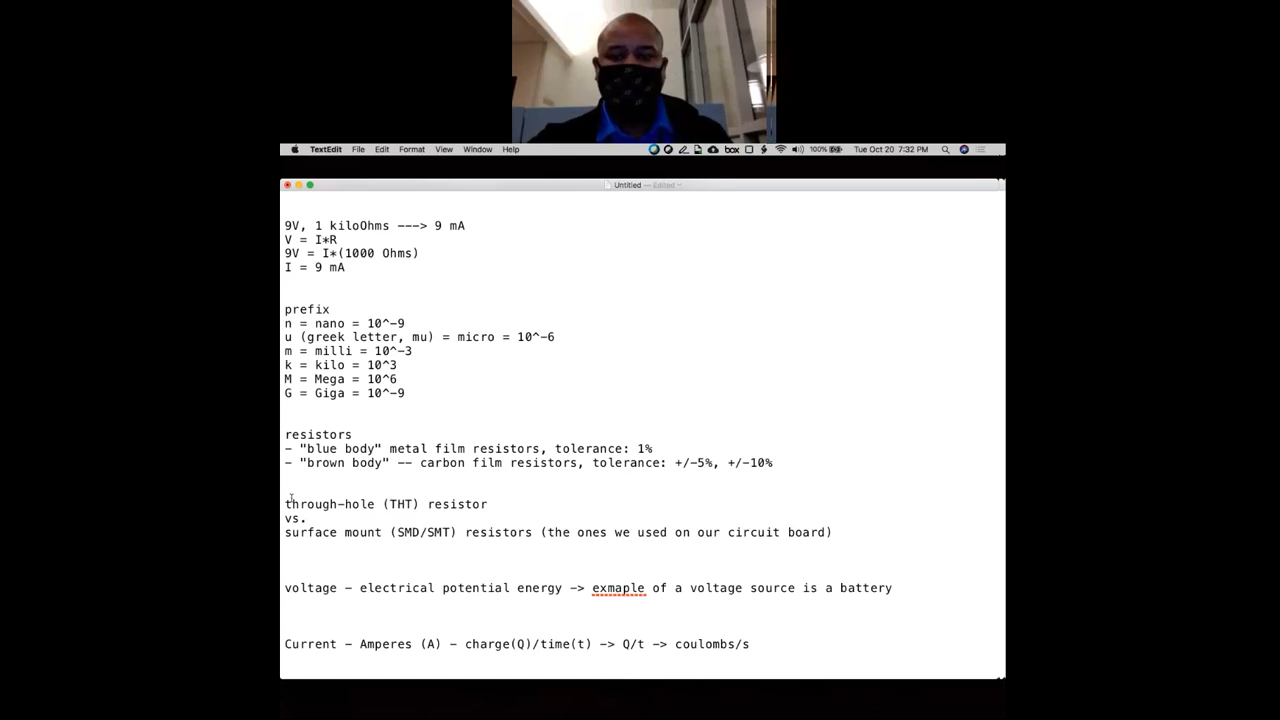 TextEdit File Edit Format View Window Help box 100% Tue Oct 20 7:32 PM
Untitled — Edited
9V, 1 kiloOhms ---> 9 mA
V = I*R
9V = I*(1000 Ohms)
I = 9 mA
prefix
n = nano = 10^-9
u (greek letter, mu) = micro = 10^-6
m = milli = 10^-3
k = kilo = 10^3
M = Mega = 10^6
G = Giga = 10^-9
resistors
- "blue body" metal film resistors, tolerance: 1%
- "brown body" -- carbon film resistors, tolerance: +/-5%, +/-10%
through-hole (THT) resistor
vs.
surface mount (SMD/SMT) resistors (the ones we used on our circuit board)
voltage - electrical potential energy -> exmaple of a voltage source is a battery
Current - Amperes (A) - charge(Q)/time(t) -> Q/t -> coulombs/s